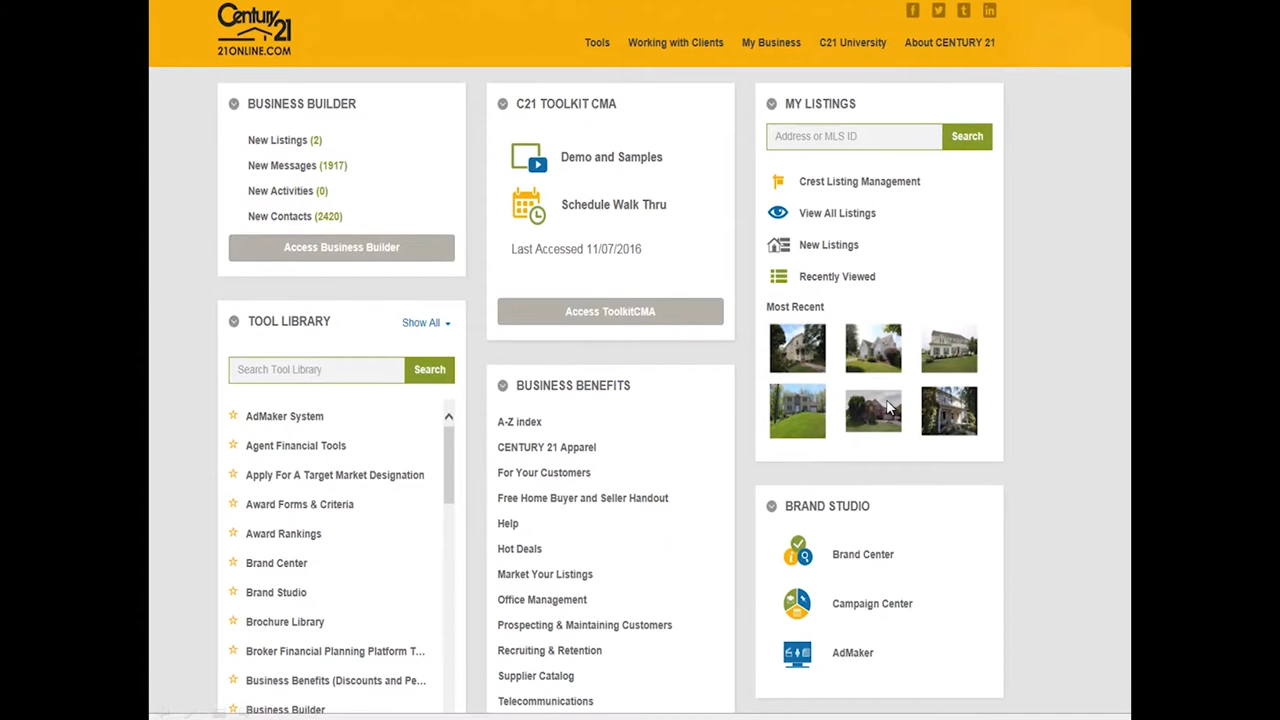 Century 21
21ONLINE.COM
Tools Working with Clients My Business C21 University About CENTURY 21
BUSINESS BUILDER
New Listings (2)
New Messages (1917)
New Activities (0)
New Contacts (2420)
Access Business Builder
TOOL LIBRARY Show All
Search Tool Library Search
AdMaker System
Agent Financial Tools
Apply For A Target Market Designation
Award Forms & Criteria
Award Rankings
Brand Center
Brand Studio
Brochure Library
Broker Financial Planning Platform T...
Business Benefits (Discounts and Pe...
Business Builder
C21 TOOLKIT CMA
Demo and Samples
Schedule Walk Thru
Last Accessed 11/07/2016
Access ToolkitCMA
BUSINESS BENEFITS
A-Z index
CENTURY 21 Apparel
For Your Customers
Free Home Buyer and Seller Handout
Help
Hot Deals
Market Your Listings
Office Management
Prospecting & Maintaining Customers
Recruiting & Retention
Supplier Catalog
Telecommunications
MY LISTINGS
Address or MLS ID Search
Crest Listing Management
View All Listings
New Listings
Recently Viewed
Most Recent
BRAND STUDIO
Brand Center
Campaign Center
AdMaker